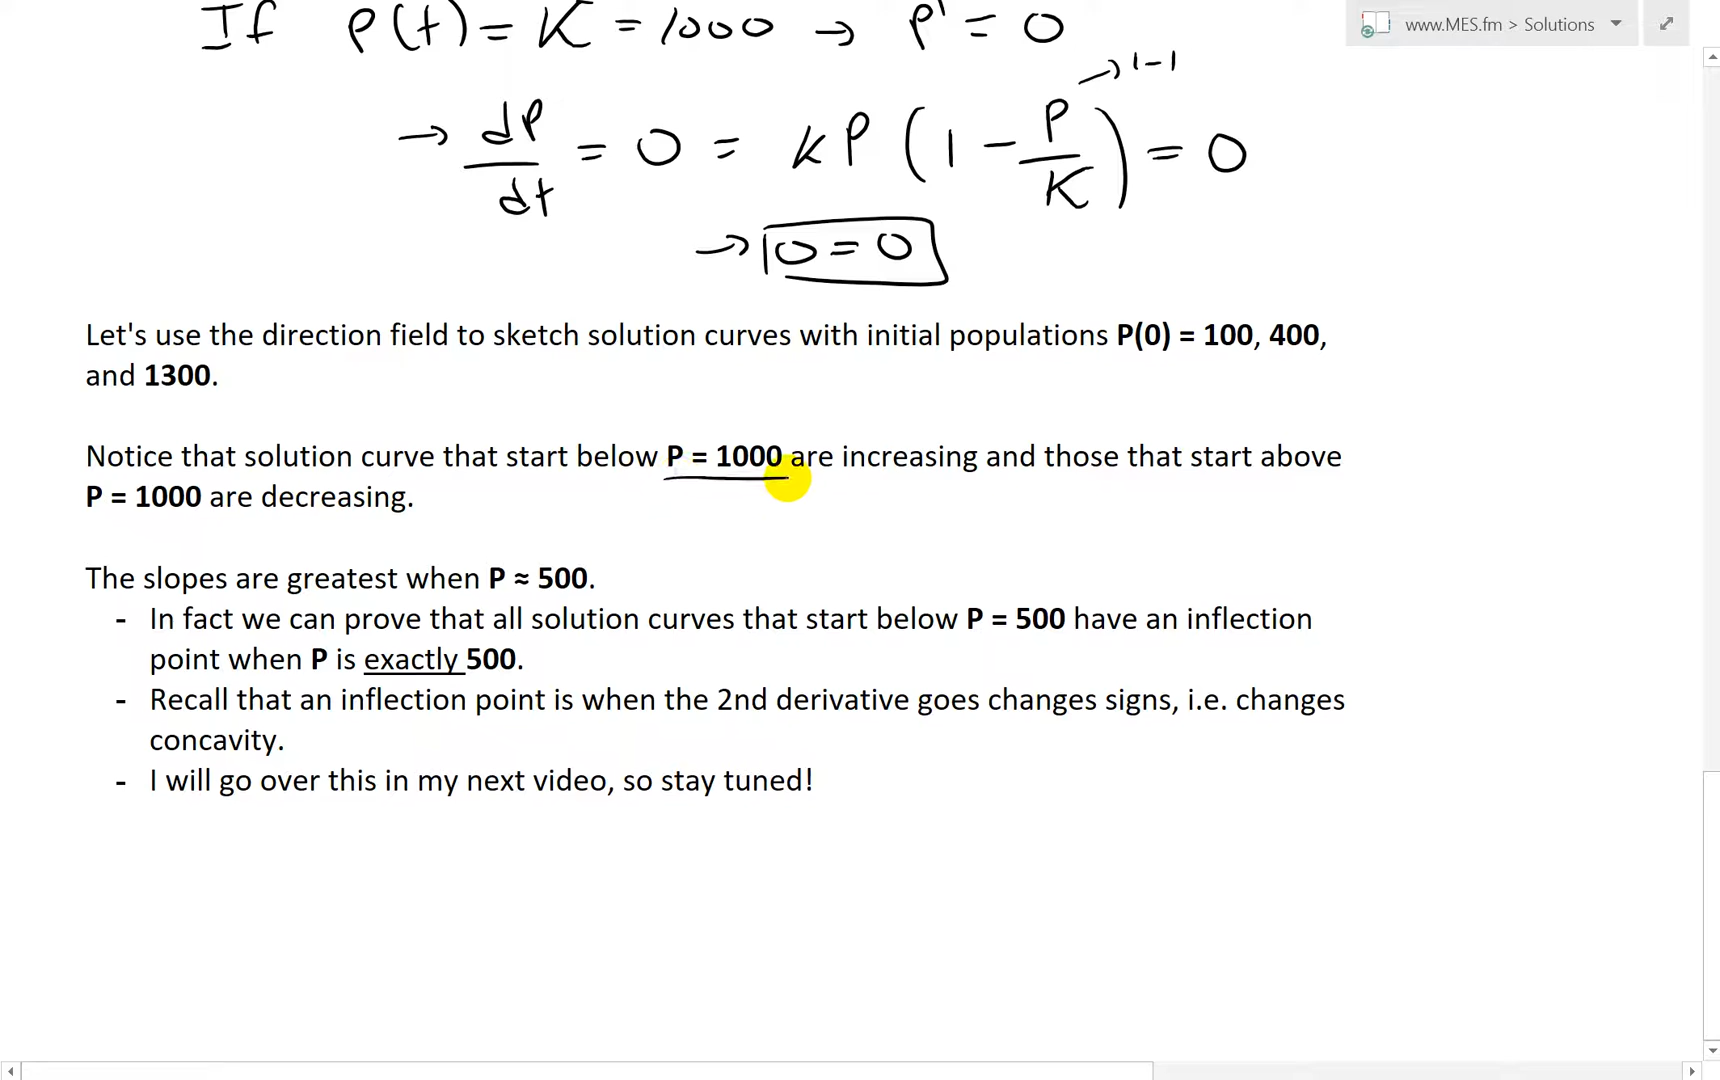 If P(t) = K = 1000 → P' = 0
www.MES.fm > Solutions
→ 1-1
→ dP/dt = 0 = kP(1 - P/K) = 0
→ 0 = 0
Let's use the direction field to sketch solution curves with initial populations P(0) = 100, 400,
and 1300.
Notice that solution curve that start below P = 1000 are increasing and those that start above
P = 1000 are decreasing.
The slopes are greatest when P ≈ 500.
- In fact we can prove that all solution curves that start below P = 500 have an inflection
point when P is exactly 500.
- Recall that an inflection point is when the 2nd derivative goes changes signs, i.e. changes
concavity.
- I will go over this in my next video, so stay tuned!